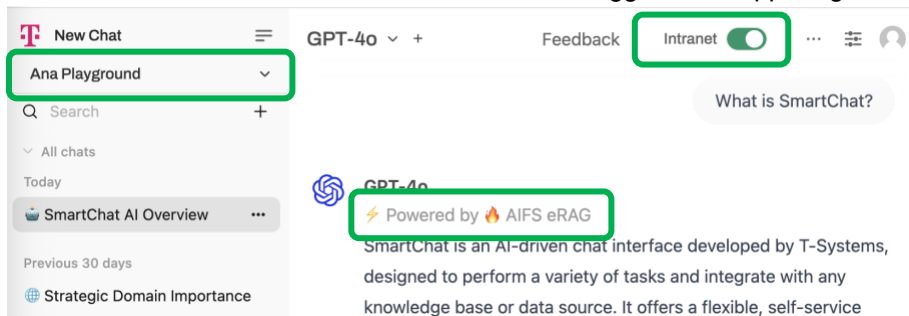 New Chat
Ana Playground
Search
All chats
Today
SmartChat AI Overview
Previous 30 days
Strategic Domain Importance
GPT-4o
Feedback
Intranet
What is SmartChat?
GPT-4o
Powered by AIFS eRAG
SmartChat is an AI-driven chat interface developed by T-Systems,
designed to perform a variety of tasks and integrate with any
knowledge base or data source. It offers a flexible, self-service